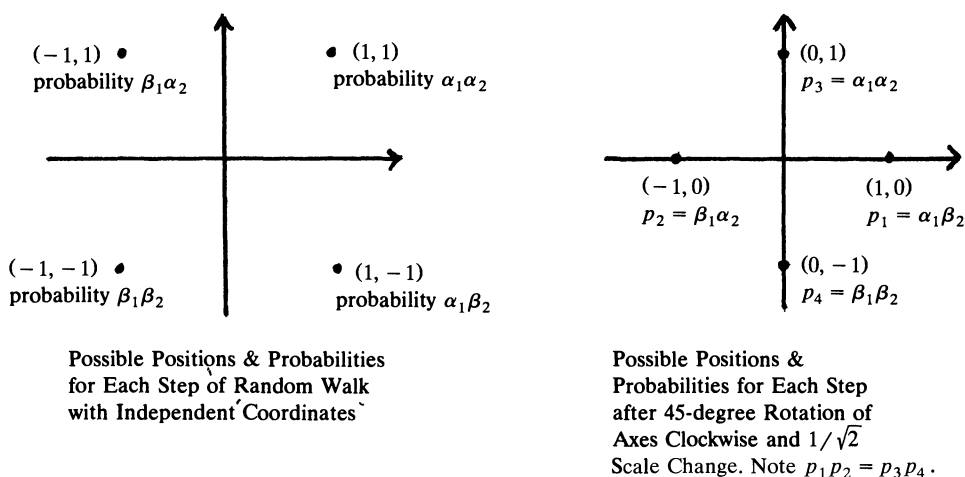 (−1, 1)
probability β₁α₂
(1, 1)
probability α₁α₂
(−1, −1)
probability β₁β₂
(1, −1)
probability α₁β₂
Possible Positions & Probabilities
for Each Step of Random Walk
with Independent Coordinates
(0, 1)
p₃ = α₁α₂
(−1, 0)
p₂ = β₁α₂
(1, 0)
p₁ = α₁β₂
(0, −1)
p₄ = β₁β₂
Possible Positions &
Probabilities for Each Step
after 45-degree Rotation of
Axes Clockwise and 1/√2
Scale Change. Note p₁p₂ = p₃p₄.